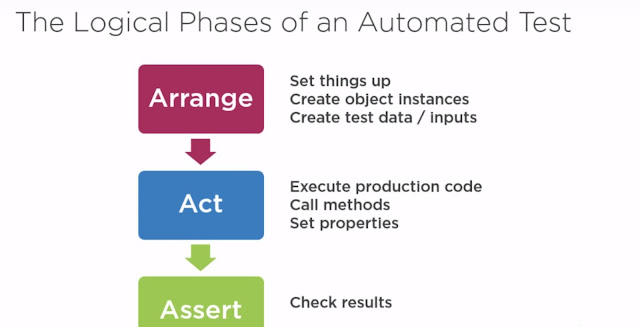 The Logical Phases of an Automated Test
Arrange
Set things up
Create object instances
Create test data / inputs
Act
Execute production code
Call methods
Set properties
Assert
Check results